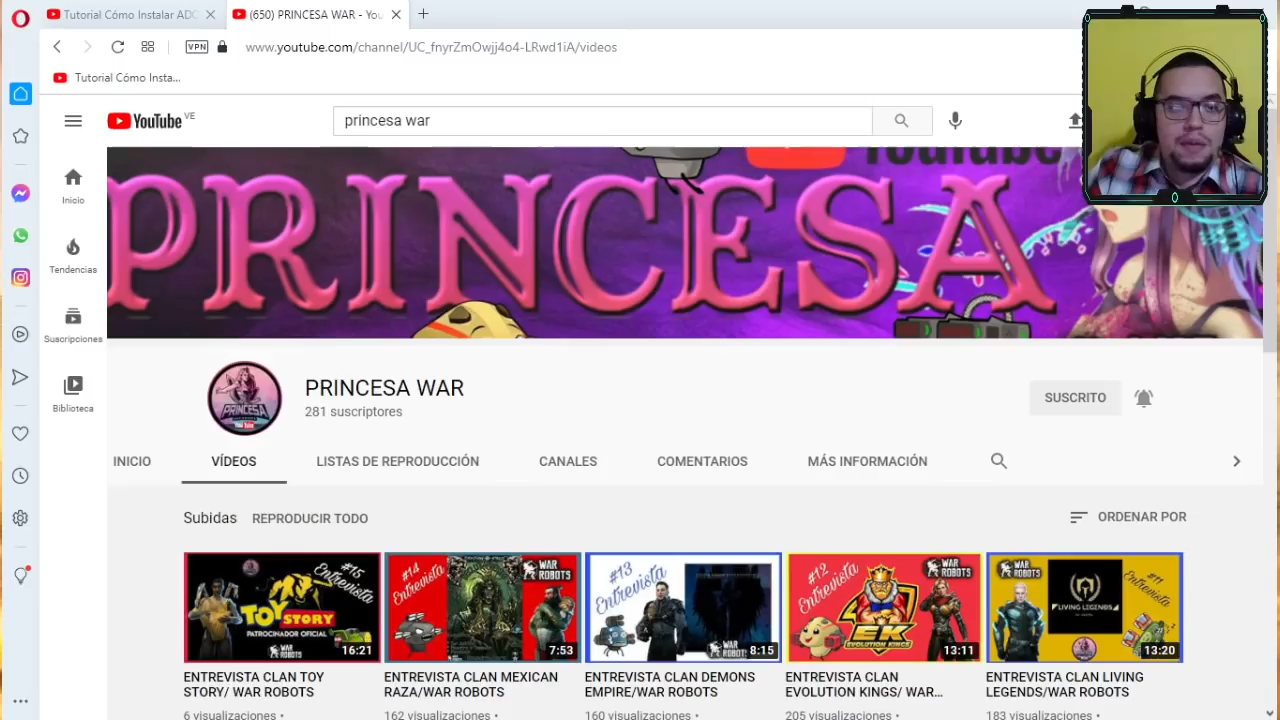 Tutorial Cómo Instalar ADC
(650) PRINCESA WAR - You
VPN
www.youtube.com/channel/UC_fnyrZmOwjj4o4-LRwd1iA/videos
Tutorial Cómo Insta...
YouTube VE
princesa war
Inicio
Tendencias
Suscripciones
Biblioteca
YouTube
PRINCESA
PRINCESA WAR
281 suscriptores
SUSCRITO
INICIO
VÍDEOS
LISTAS DE REPRODUCCIÓN
CANALES
COMENTARIOS
MÁS INFORMACIÓN
Subidas
REPRODUCIR TODO
ORDENAR POR
#15
Entrevista
TOY STORY
PATROCINADOR OFICIAL
WAR ROBOTS
16:21
#14
Entrevista
WAR ROBOTS
7:53
#13
Entrevista
WAR ROBOTS
8:15
#12
Entrevista
WAR ROBOTS
EK
EVOLUTION KINGS
13:11
WAR ROBOTS
#11
Entrevista
LIVING LEGENDS
13:20
ENTREVISTA CLAN TOY
STORY/ WAR ROBOTS
6 visualizaciones •
ENTREVISTA CLAN MEXICAN
RAZA/WAR ROBOTS
162 visualizaciones •
ENTREVISTA CLAN DEMONS
EMPIRE/WAR ROBOTS
160 visualizaciones •
ENTREVISTA CLAN
EVOLUTION KINGS/ WAR...
205 visualizaciones •
ENTREVISTA CLAN LIVING
LEGENDS/WAR ROBOTS
183 visualizaciones •